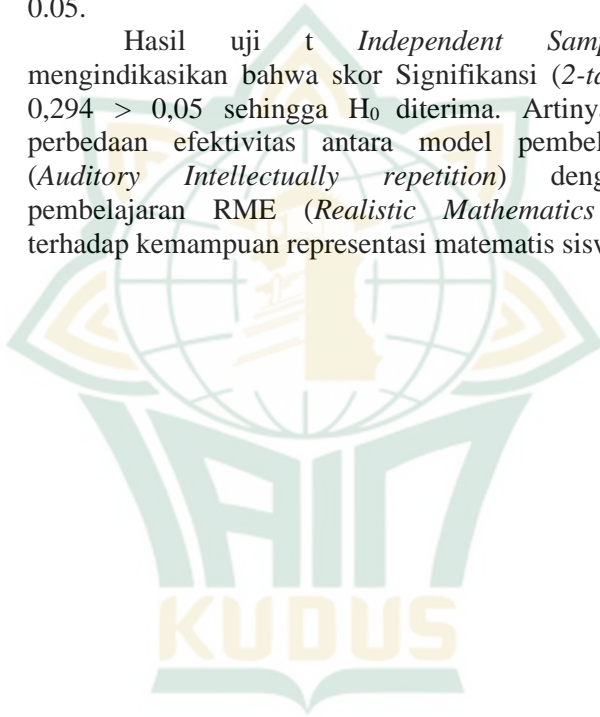 0.05.
Hasil uji t Independent Samp
mengindikasikan bahwa skor Signifikansi (2-ta
0,294 > 0,05 sehingga H₀ diterima. Artinya
perbedaan efektivitas antara model pembel
(Auditory Intellectually repetition) deng
pembelajaran RME (Realistic Mathematics
terhadap kemampuan representasi matematis sisw
IAIN
KUDUS